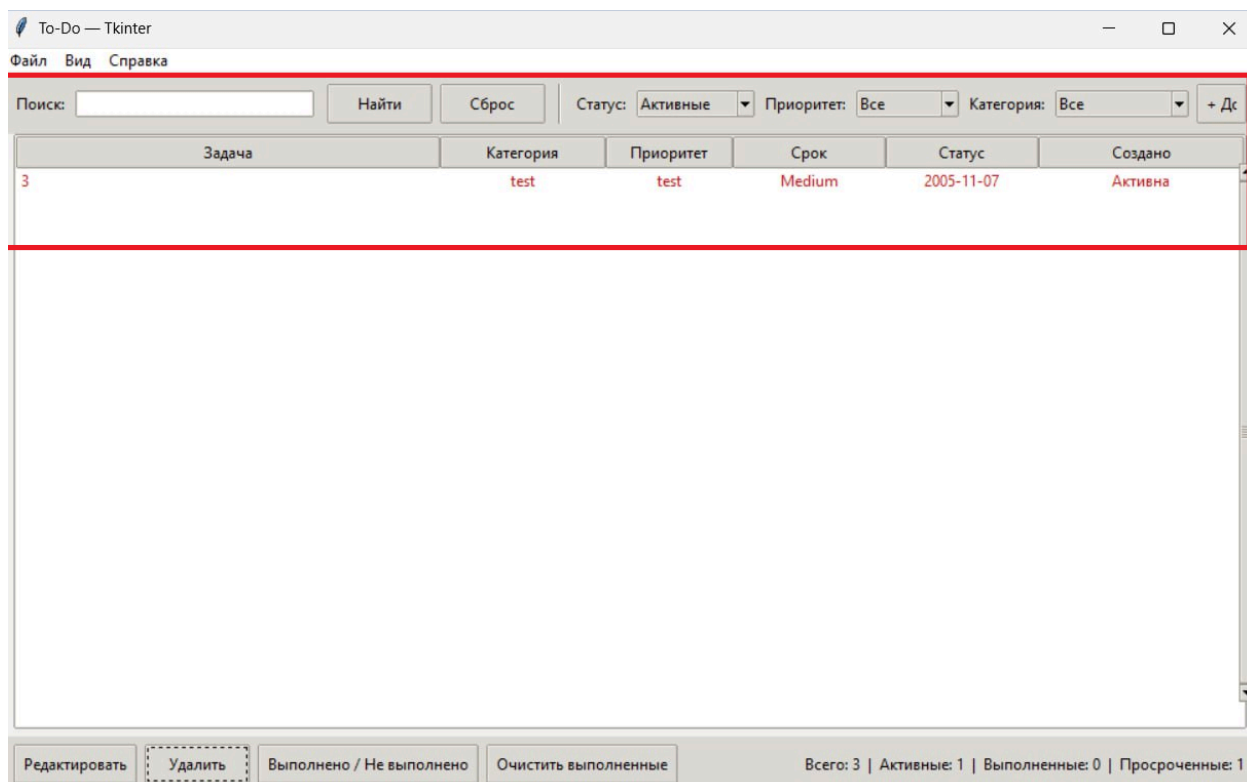 To-Do — Tkinter
Файл Вид Справка
Поиск: Найти Сброс Статус: Активные Приоритет: Все Категория: Все + Дс
Задача Категория Приоритет Срок Статус Создано
3 test test Medium 2005-11-07 Активна
Редактировать Удалить Выполнено / Не выполнено Очистить выполненные Всего: 3 | Активные: 1 | Выполненные: 0 | Просроченные: 1